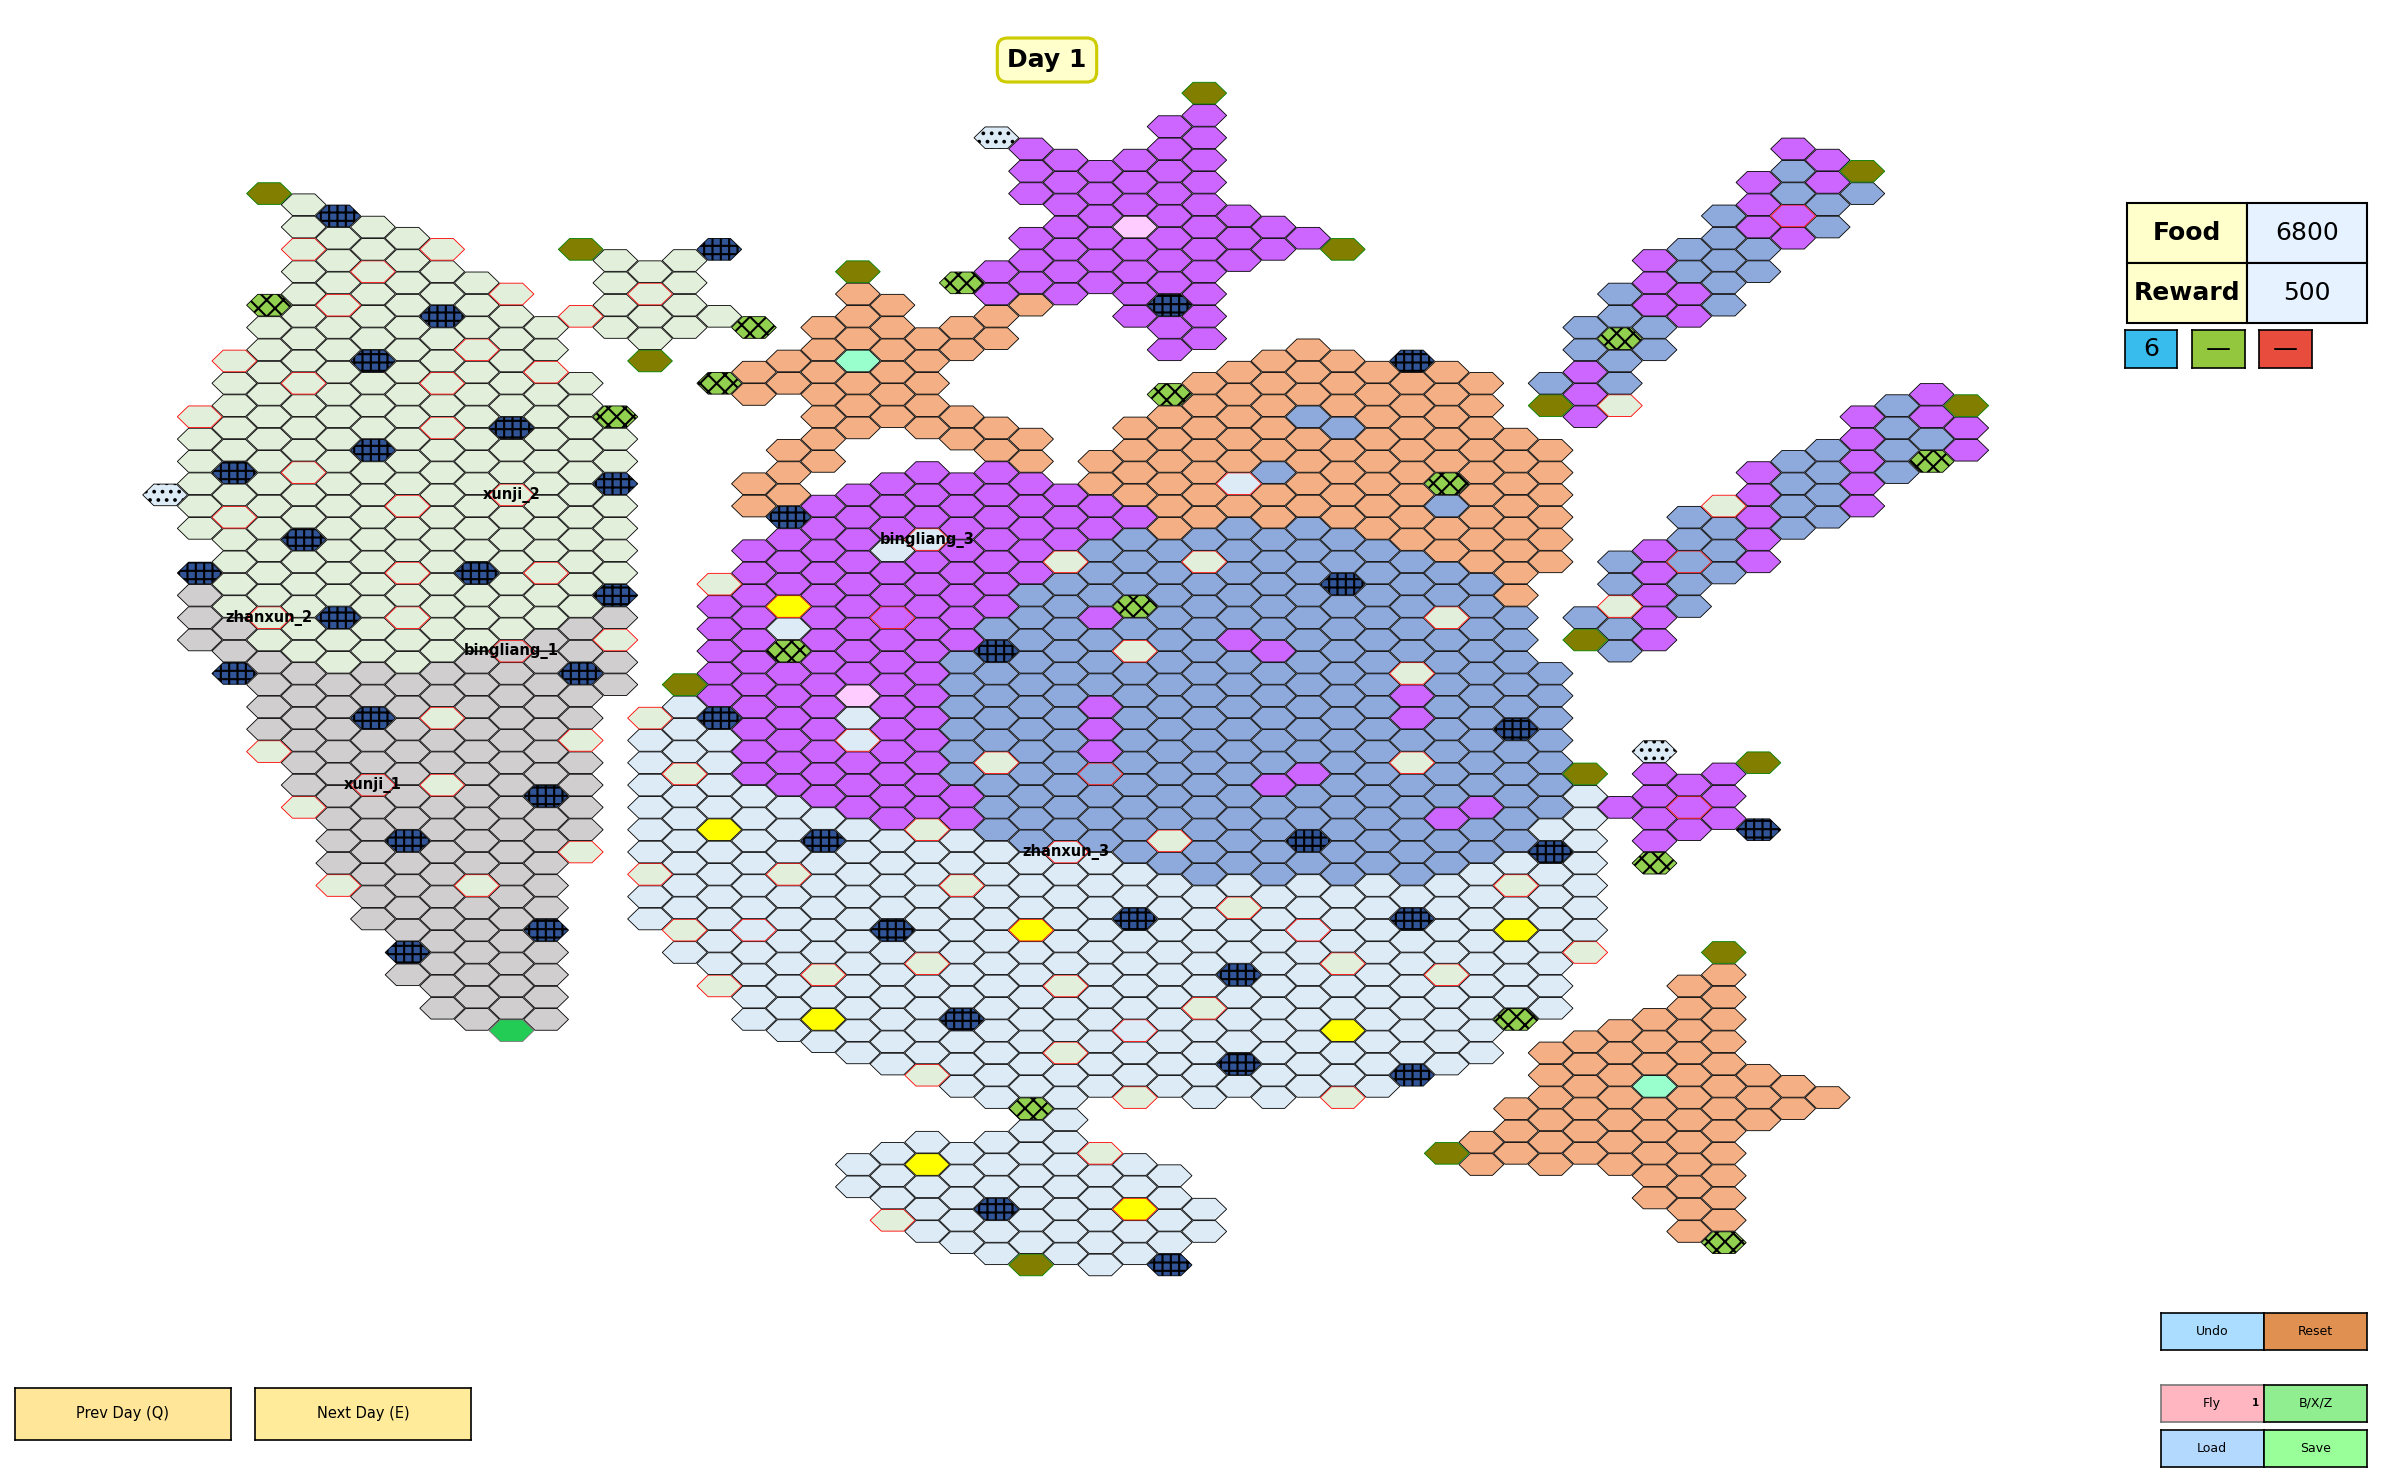 Day 1
Food 6800
Reward 500
6 — —
xunji_2
bingliang_3
zhanxun_2
bingliang_1
xunji_1
zhanxun_3
Undo Reset
Prev Day (Q) Next Day (E) Fly 1 B/X/Z
Load Save